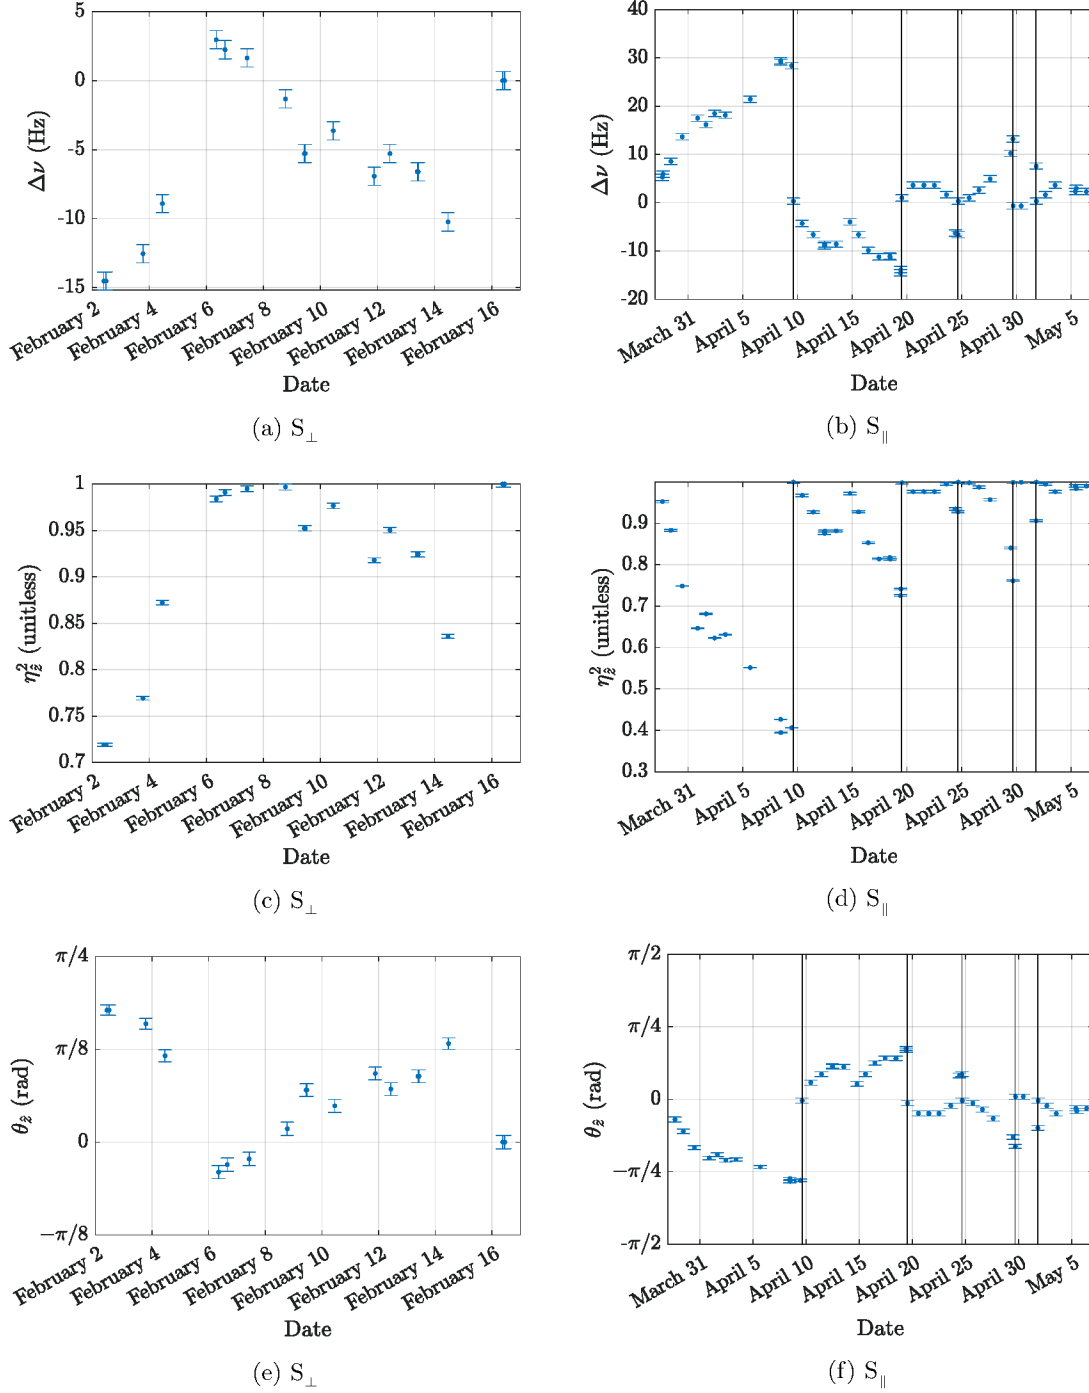 5
0
-5
-10
-15
Δν (Hz)
February 2
February 4
February 6
February 8
February 10
February 12
February 14
February 16
Date
(a) S⊥
40
30
20
10
0
-10
-20
Δν (Hz)
March 31
April 5
April 10
April 15
April 20
April 25
April 30
May 5
Date
(b) S∥
1
0.95
0.9
0.85
0.8
0.75
0.7
η²_ẑ (unitless)
February 2
February 4
February 6
February 8
February 10
February 12
February 14
February 16
Date
(c) S⊥
0.9
0.8
0.7
0.6
0.5
0.4
0.3
η²_ẑ (unitless)
March 31
April 5
April 10
April 15
April 20
April 25
April 30
May 5
Date
(d) S∥
π/4
π/8
0
−π/8
θ_ẑ (rad)
February 2
February 4
February 6
February 8
February 10
February 12
February 14
February 16
Date
(e) S⊥
π/2
π/4
0
−π/4
-π/2
θ_ẑ (rad)
March 31
April 5
April 10
April 15
April 20
April 25
April 30
May 5
Date
(f) S∥